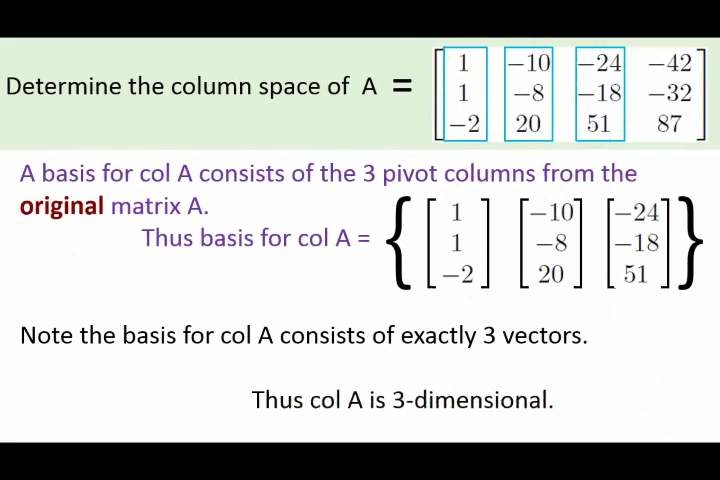 Determine the column space of A = [ 1 −10 −24 −42
1 −8 −18 −32
−2 20 51 87 ]
A basis for col A consists of the 3 pivot columns from the
original matrix A.
Thus basis for col A = { [ 1 ] [ −10 ] [ −24 ] }
[ 1 ] [ −8 ] [ −18 ]
[ −2 ] [ 20 ] [ 51 ]
Note the basis for col A consists of exactly 3 vectors.
Thus col A is 3-dimensional.